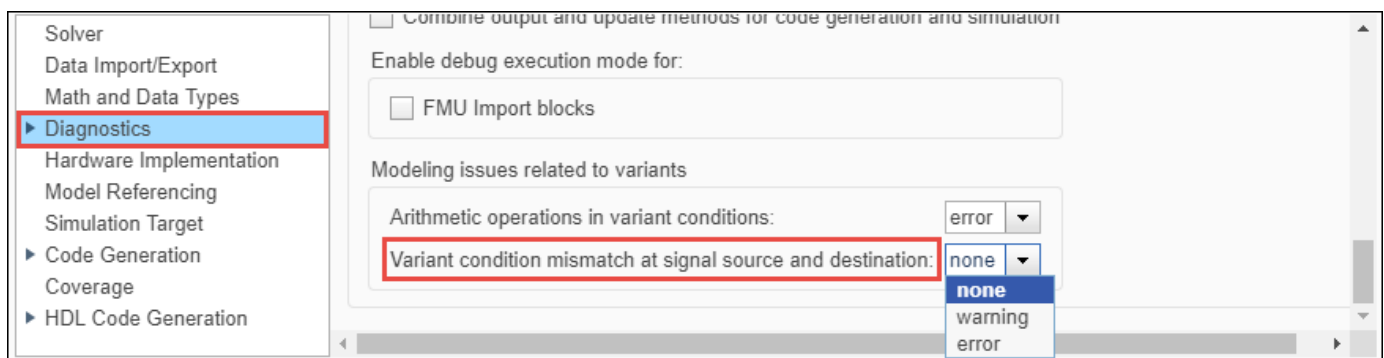 Solver
Data Import/Export
Math and Data Types
Diagnostics
Hardware Implementation
Model Referencing
Simulation Target
Code Generation
Coverage
HDL Code Generation
Combine output and update methods for code generation and simulation
Enable debug execution mode for:
FMU Import blocks
Modeling issues related to variants
Arithmetic operations in variant conditions: error
Variant condition mismatch at signal source and destination: none
none
warning
error